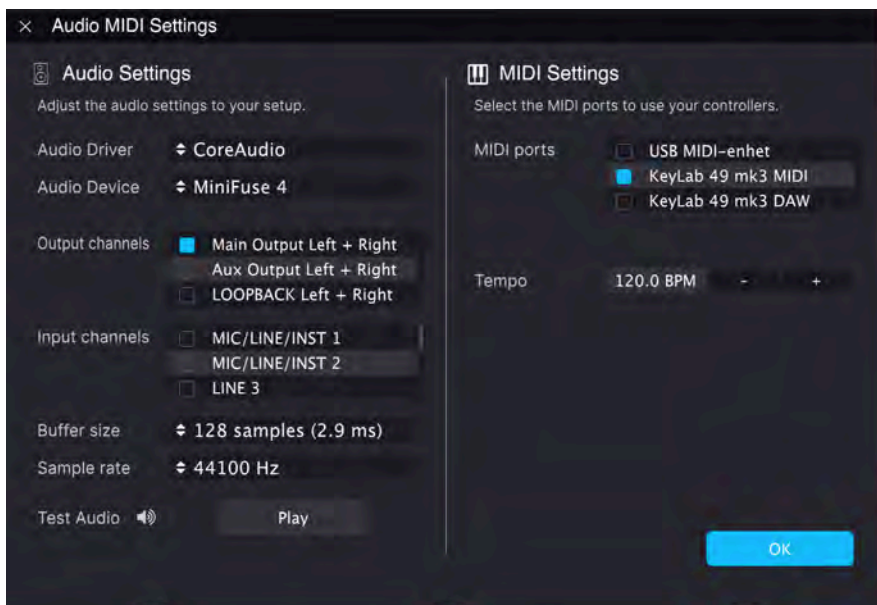 Audio MIDI Settings
Audio Settings
Adjust the audio settings to your setup.
Audio Driver CoreAudio
Audio Device MiniFuse 4
Output channels Main Output Left + Right
Aux Output Left + Right
LOOPBACK Left + Right
Input channels MIC/LINE/INST 1
MIC/LINE/INST 2
LINE 3
Buffer size 128 samples (2.9 ms)
Sample rate 44100 Hz
Test Audio Play
MIDI Settings
Select the MIDI ports to use your controllers.
MIDI ports USB MIDI-enhet
KeyLab 49 mk3 MIDI
KeyLab 49 mk3 DAW
Tempo 120.0 BPM - +
OK